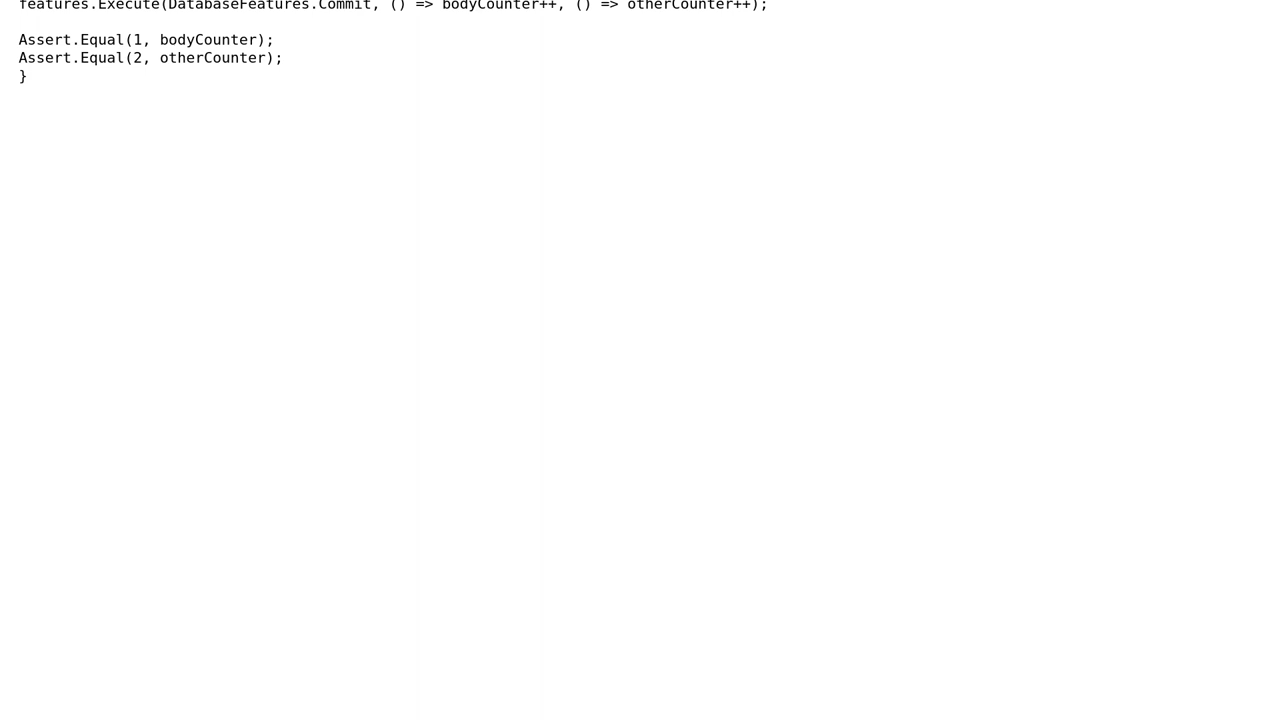 features.Execute(DatabaseFeatures.Commit, () => bodyCounter++, () => otherCounter++);
Assert.Equal(1, bodyCounter);
Assert.Equal(2, otherCounter);
}